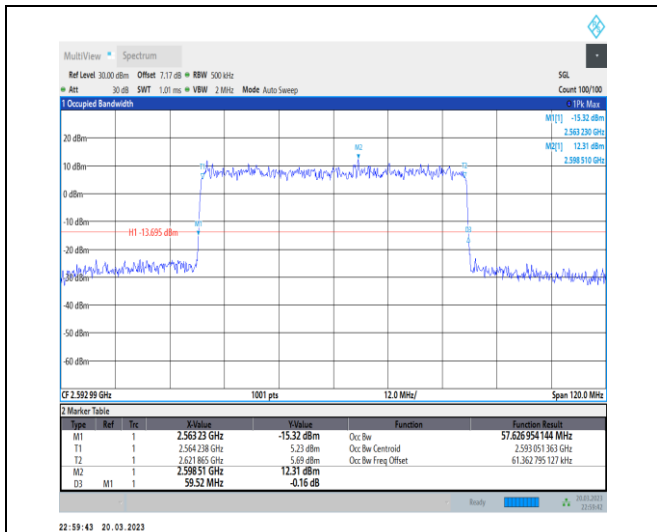 MultiView Spectrum
Ref Level 30.00 dBm Offset 7.17 dB RBW 500 kHz SGL
Att 30 dB SWT 1.01 ms VBW 2 MHz Mode Auto Sweep Count 100/100
1 Occupied Bandwidth 1Pk Max
M1[1] -15.32 dBm
2.563 230 GHz
M2[1] 12.31 dBm
2.598 510 GHz
20 dBm
M2
10 dBm
T1
0 dBm
-10 dBm
M1
H1 -13.695 dBm
-30 dBm
-40 dBm
-50 dBm
-60 dBm
CF 2.592 99 GHz 1001 pts 12.0 MHz/ Span 120.0 MHz
2 Marker Table
Type Ref Trc X-Value Y-Value Function Function Result
M1 1 2.563 23 GHz -15.32 dBm Occ Bw 57.626 954 144 MHz
T1 1 2.564 238 GHz 5.23 dBm Occ Bw Centroid 2.593 051 363 GHz
T2 1 2.621 865 GHz 5.69 dBm Occ Bw Freq Offset 61.362 795 127 kHz
M2 1 2.598 51 GHz 12.31 dBm
D3 M1 1 59.52 MHz -0.16 dB
Ready 20.03.2023
22:59:42
22:59:43 20.03.2023